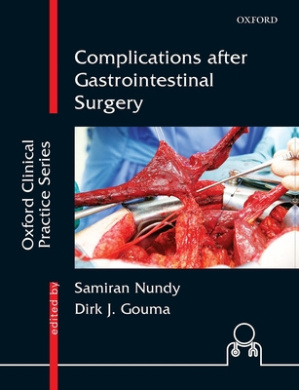 OXFORD
Complications after
Gastrointestinal
Surgery
Oxford Clinical
Practice Series
edited by
Samiran Nundy
Dirk J. Gouma